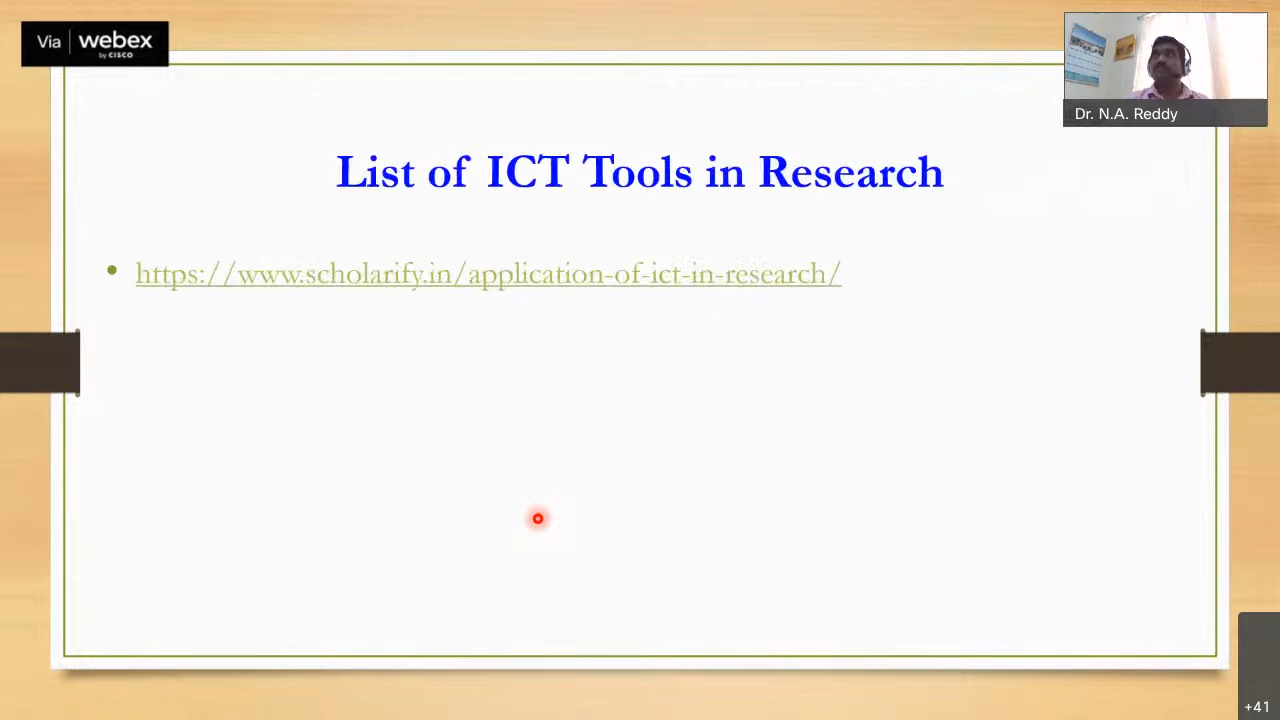 Via webex
by CISCO
Dr. N.A. Reddy
List of ICT Tools in Research
• https://www.scholarify.in/application-of-ict-in-research/
+41